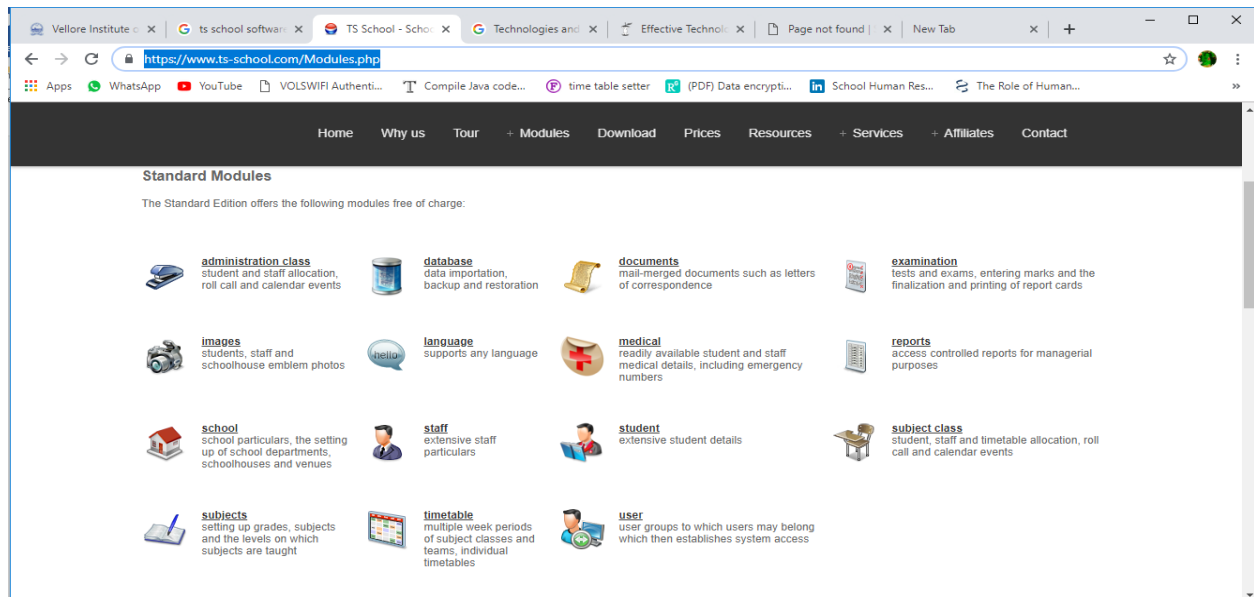 Vellore Institute c
ts school software
TS School - Schoo
Technologies and
Effective Technolo
Page not found |
New Tab
https://www.ts-school.com/Modules.php
Apps WhatsApp YouTube VOLSWIFI Authenti... Compile Java code... time table setter (PDF) Data encrypti... School Human Res... The Role of Human... »
Home Why us Tour + Modules Download Prices Resources + Services + Affiliates Contact
Standard Modules
The Standard Edition offers the following modules free of charge:
administration class
student and staff allocation,
roll call and calendar events
database
data importation,
backup and restoration
documents
mail-merged documents such as letters
of correspondence
examination
tests and exams, entering marks and the
finalization and printing of report cards
images
students, staff and
schoolhouse emblem photos
hello
language
supports any language
medical
readily available student and staff
medical details, including emergency
numbers
reports
access controlled reports for managerial
purposes
school
school particulars, the setting
up of school departments,
schoolhouses and venues
staff
extensive staff
particulars
student
extensive student details
subject class
student, staff and timetable allocation, roll
call and calendar events
subjects
setting up grades, subjects
and the levels on which
subjects are taught
timetable
multiple week periods
of subject classes and
teams, individual
timetables
user
user groups to which users may belong
which then establishes system access